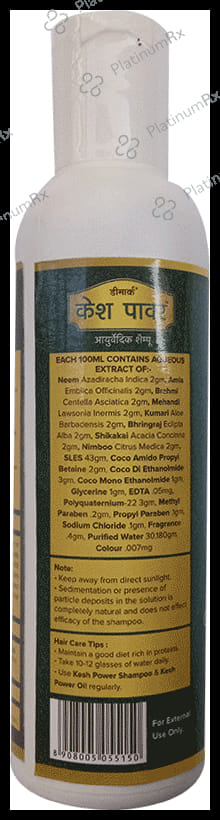 PlatinumRx
PlatinumRx
PlatinumRx
डीमार्क
केश पावर
आयुर्वेदिक शैम्पू
EACH 100ML CONTAINS AQUEOUS
EXTRACT OF:-
Neem Azadiracha Indica 2gm, Amla
Emblica Officinalis 2gm, Brahmi
Centella Asciatica 2gm, Mehandi
Lawsonia Inermis 2gm, Kumari Aloe
Barbadensis 2gm, Bhringraj Eclipta
Alba 2gm, Shikakai Acacia Concinna
2gm, Nimboo Citrus Medica 2gm,
SLES 43gm, Coco Amido Propyl
Betaine 2gm, Coco Di Ethanolmide
3gm, Coco Mono Ethanolmide 1gm,
Glycerine 1gm, EDTA .05mg,
Polyquaternium-22 3gm, Methyl
Paraben .2gm, Propyl Paraben .1gm,
Sodium Chloride .1gm, Fragrance
.4gm, Purified Water 30.180gm,
Colour .007mg
Note:
• Keep away from direct sunlight.
• Sedimentation or presence of
particle deposits in the solution is
completely natural and does not effect
efficacy of the shampoo.
Hair Care Tips :
• Maintain a good diet rich in proteins.
• Take 10-12 glasses of water daily.
• Use Kesh Power Shampoo & Kesh
Power Oil regularly.
8 908005 055150
For External
Use Only.